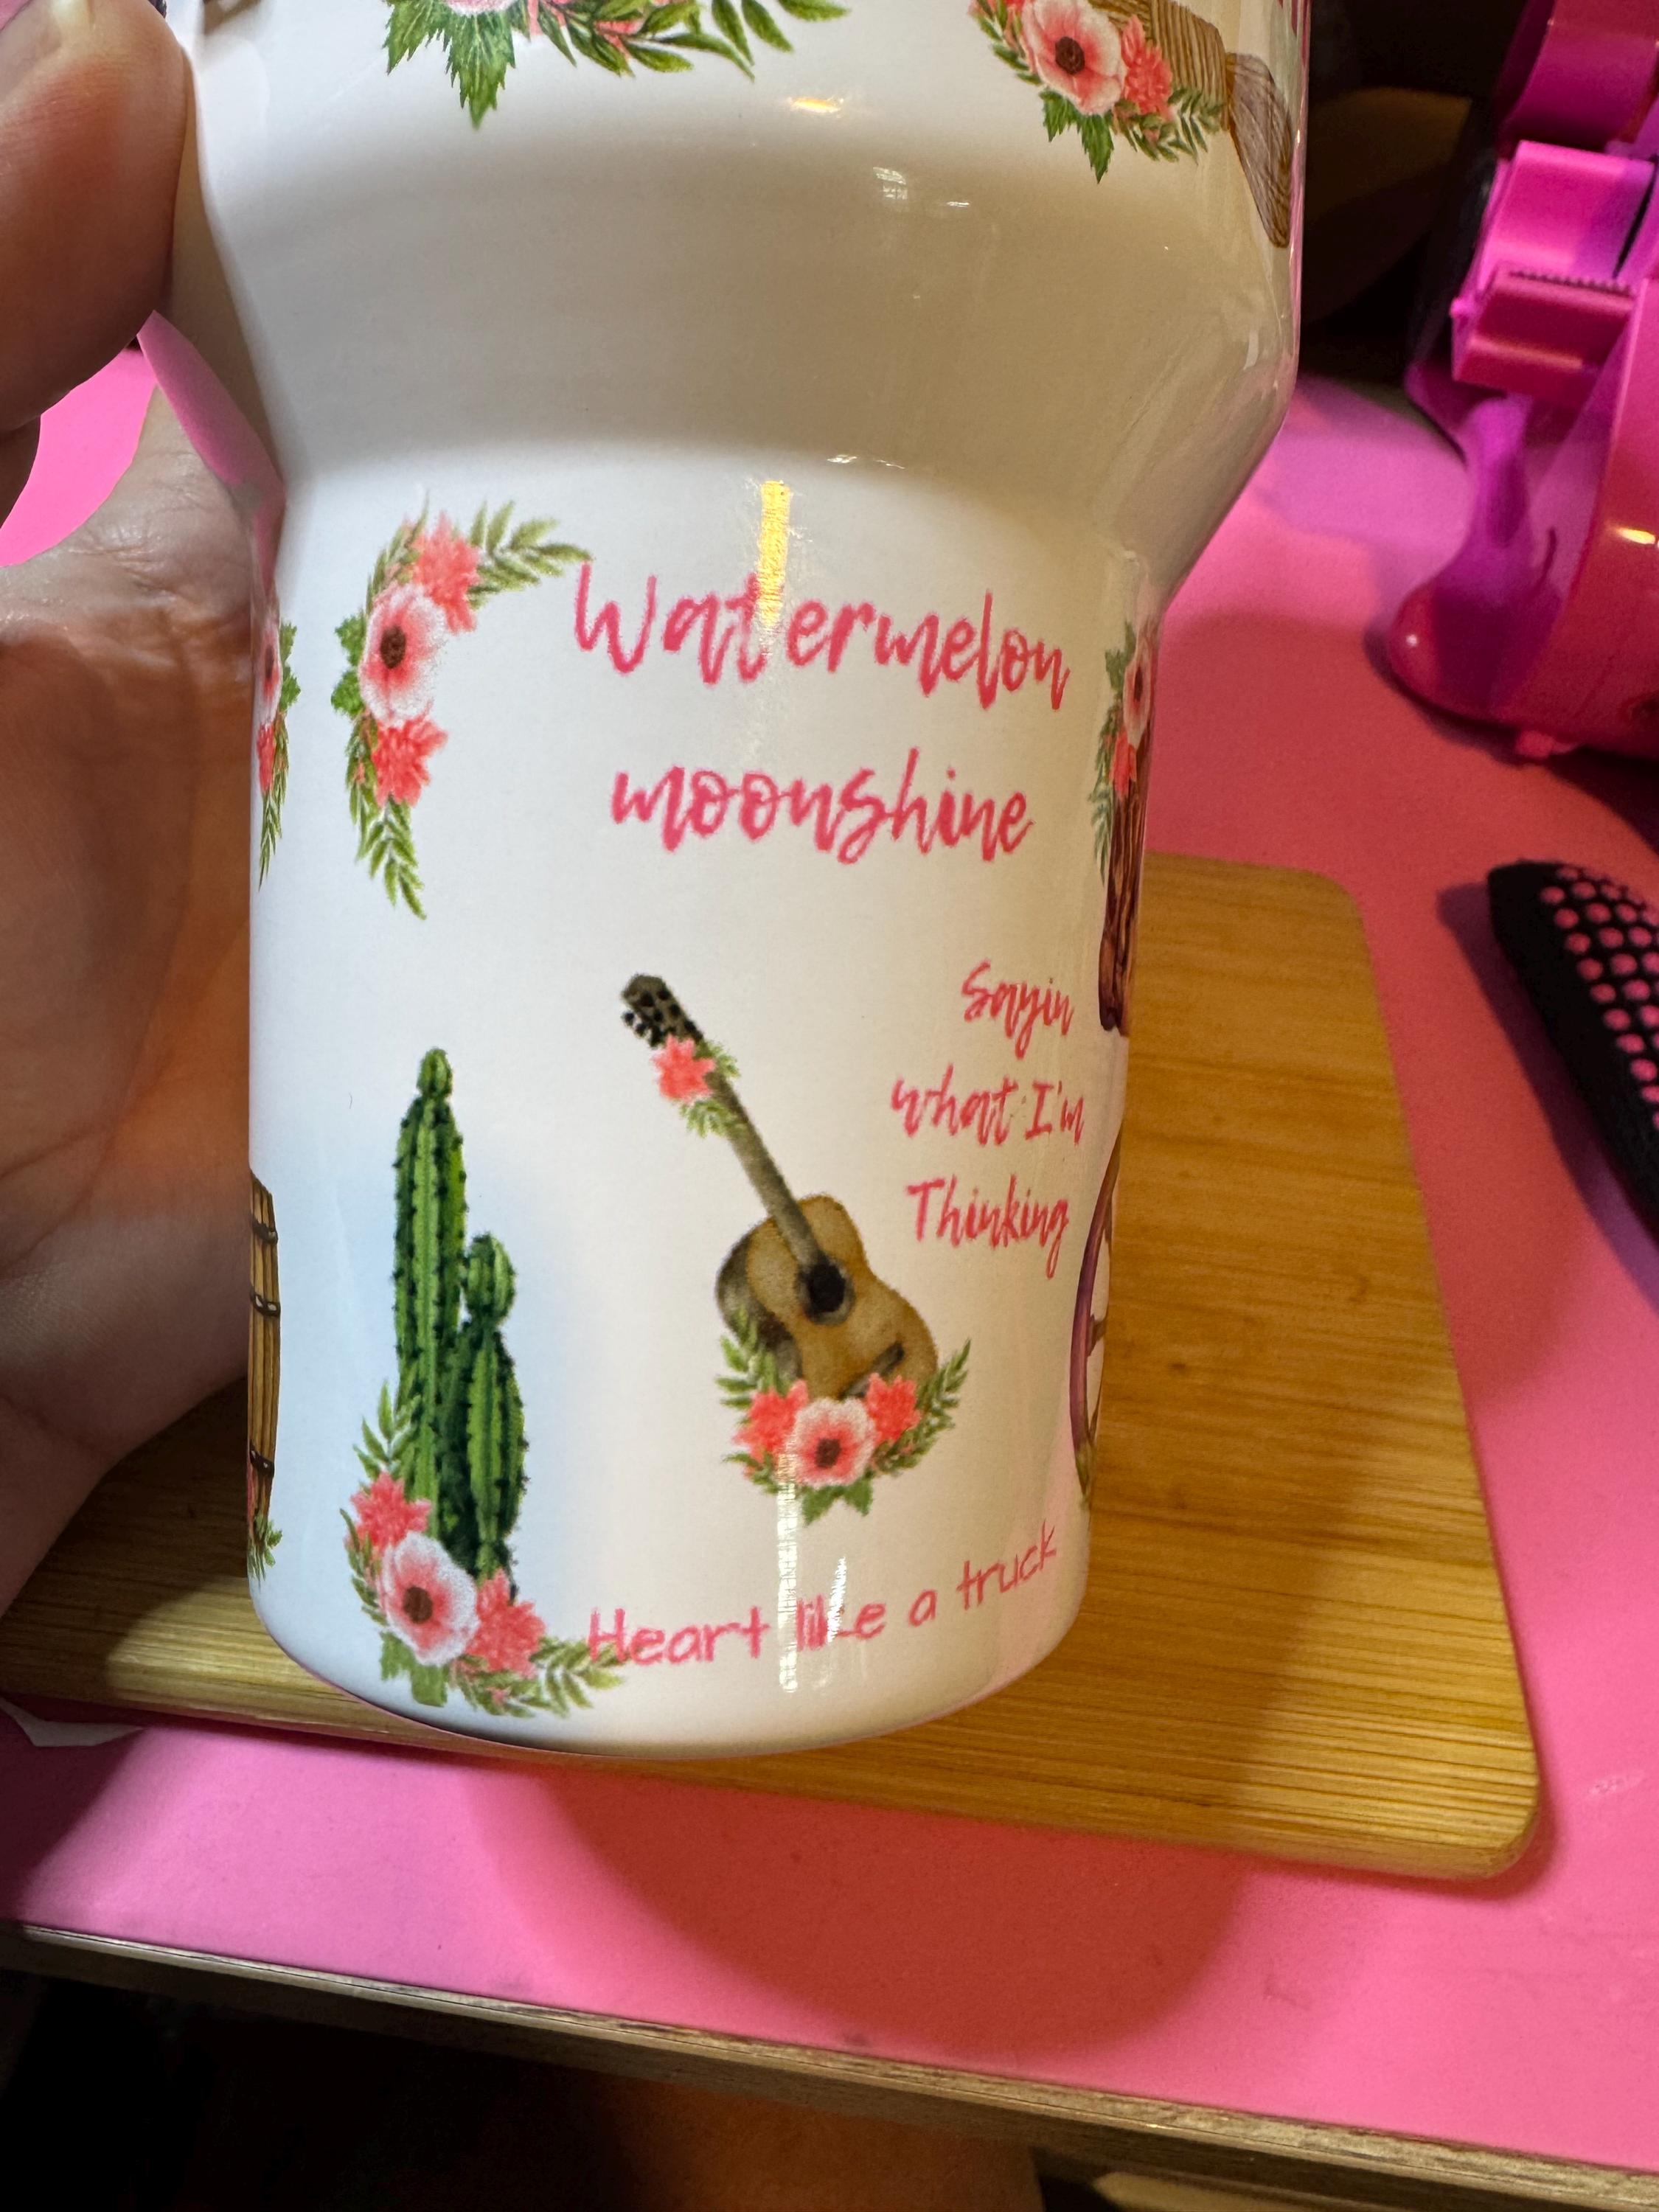 Watermelon
moonshine
Sayin
what I'm
Thinking
Heart like a truck